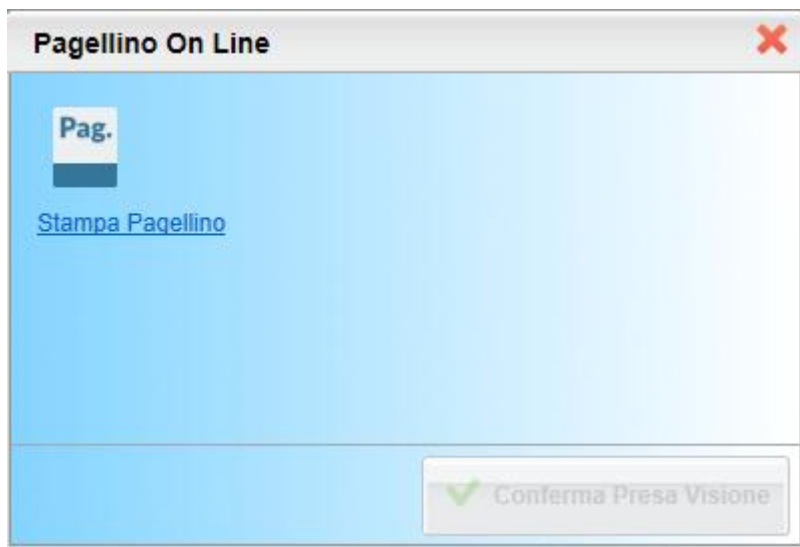 Pagellino On Line
Pag.
Stampa Pagellino
Conferma Presa Visione